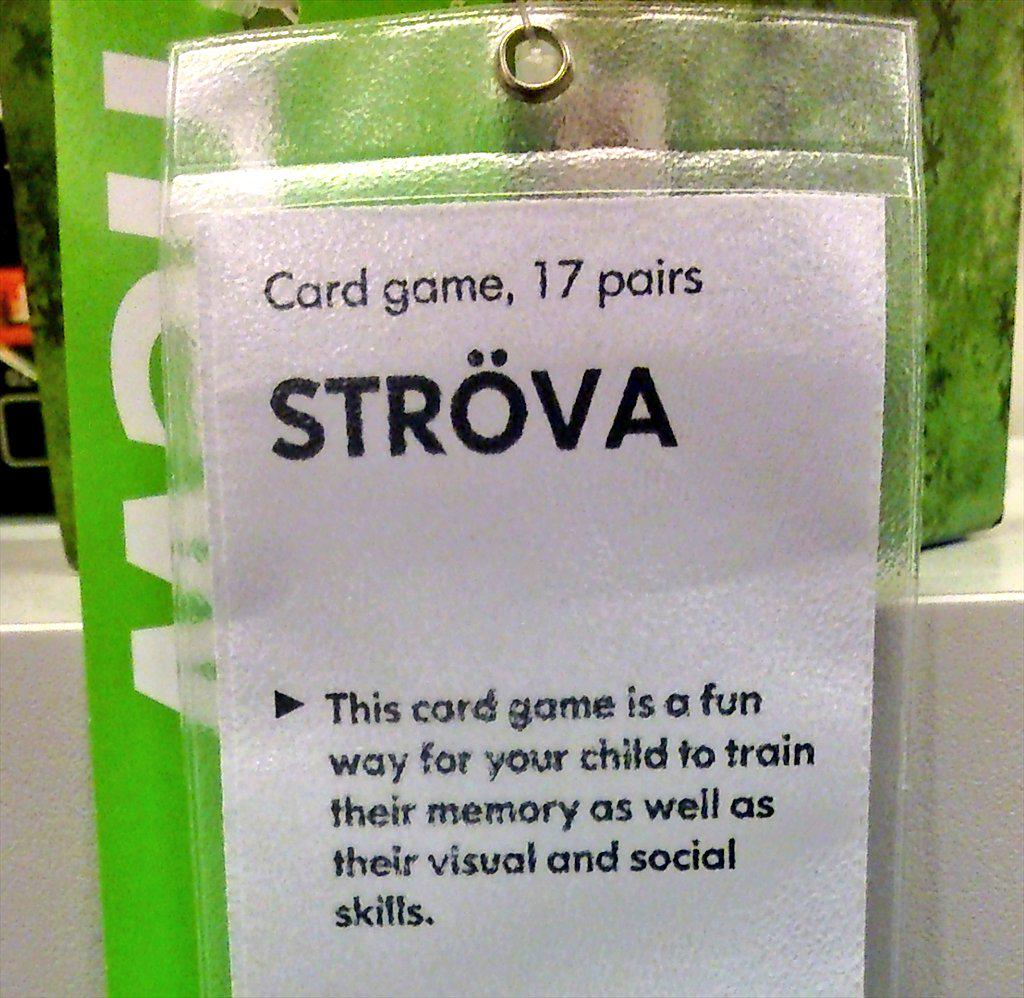 Card game, 17 pairs
STRÖVA
▶ This card game is a fun
way for your child to train
their memory as well as
their visual and social
skills.